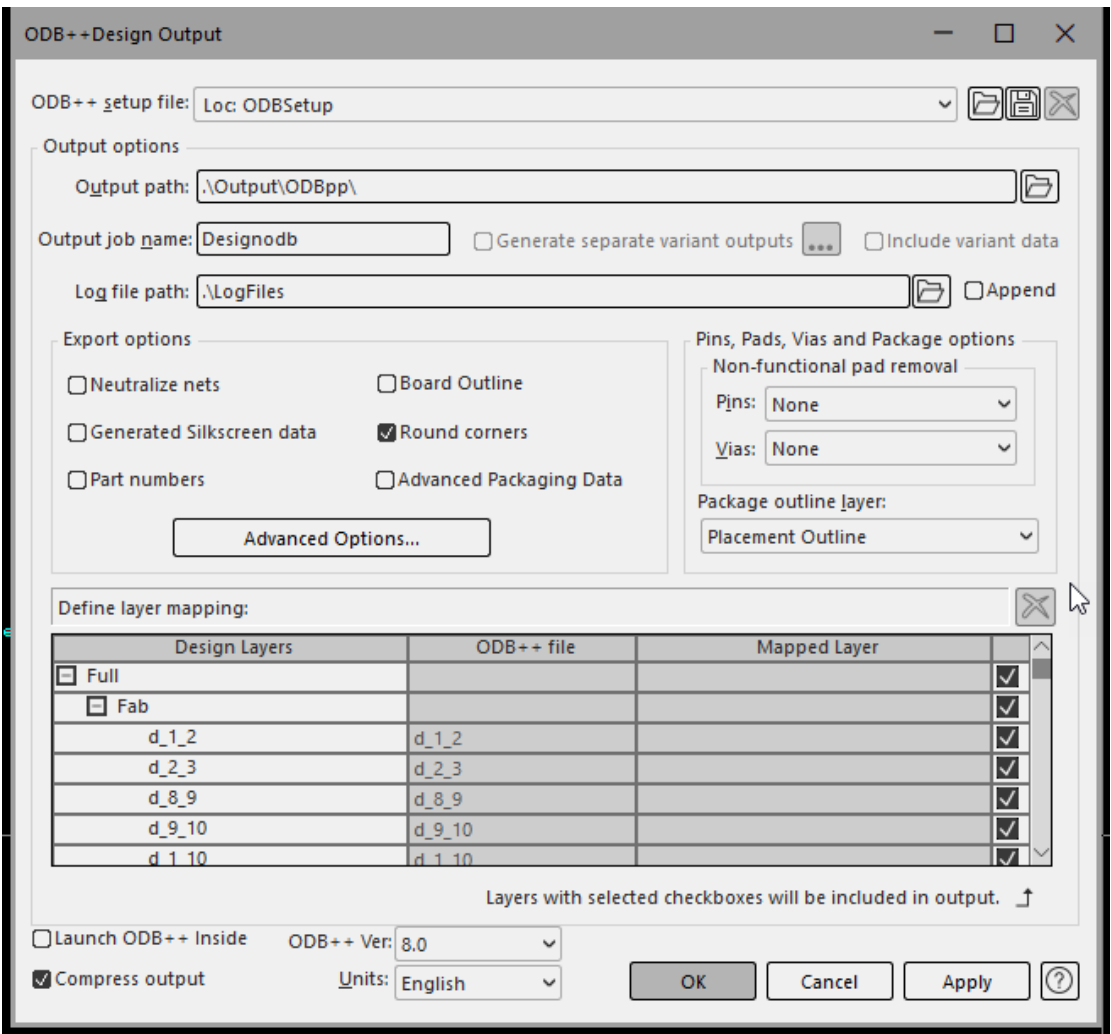 ODB++Design Output
ODB++ setup file: Loc: ODBSetup
Output options
Output path: .\Output\ODBpp\
Output job name: Designodb Generate separate variant outputs ... Include variant data
Log file path: .\LogFiles Append
Export options
Neutralize nets Board Outline
Generated Silkscreen data Round corners
Part numbers Advanced Packaging Data
Advanced Options...
Pins, Pads, Vias and Package options
Non-functional pad removal
Pins: None
Vias: None
Package outline layer:
Placement Outline
Define layer mapping:
Design Layers ODB++ file Mapped Layer
Full
Fab
d_1_2 d_1_2
d_2_3 d_2_3
d_8_9 d_8_9
d_9_10 d_9_10
d_1_10 d_1_10
Layers with selected checkboxes will be included in output.
Launch ODB++ Inside ODB++ Ver: 8.0
Compress output Units: English OK Cancel Apply ?